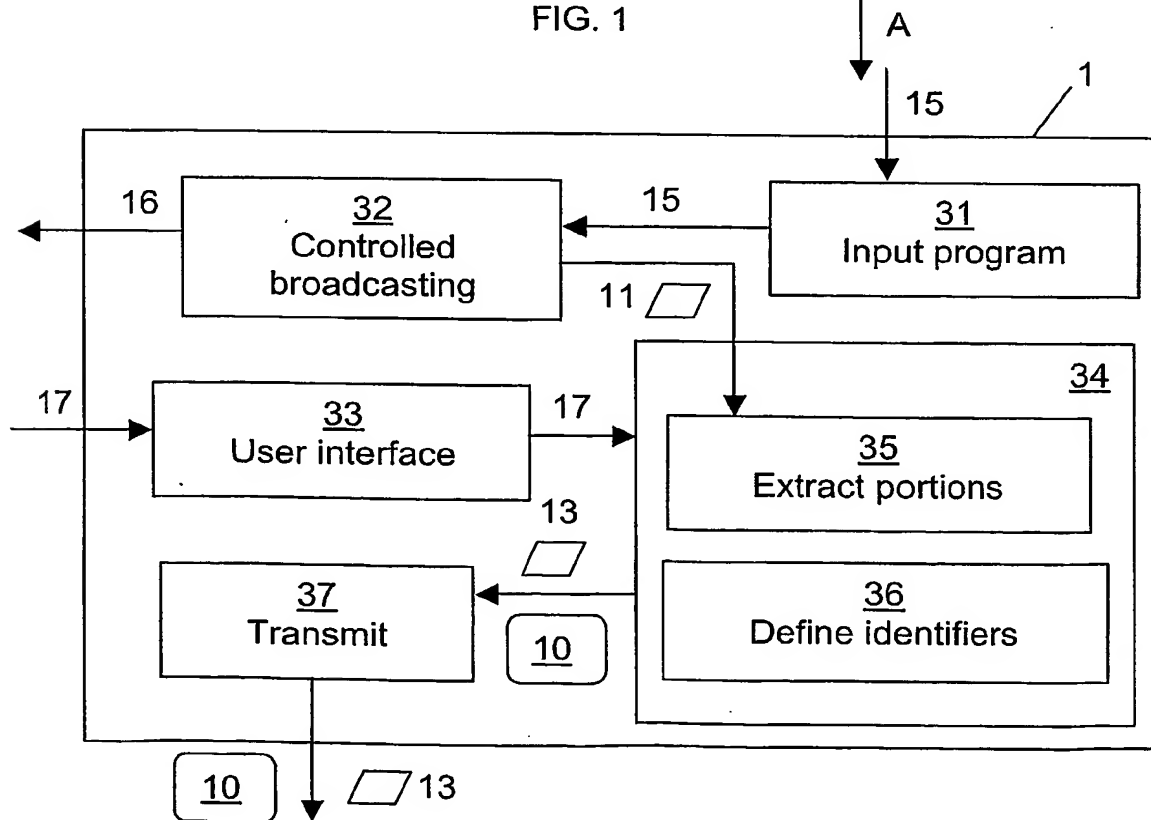 FIG. 1
A
1
15
16
32
Controlled
broadcasting
15
31
Input program
11
34
17
33
User interface
17
35
Extract portions
13
37
Transmit
10
36
Define identifiers
10
13